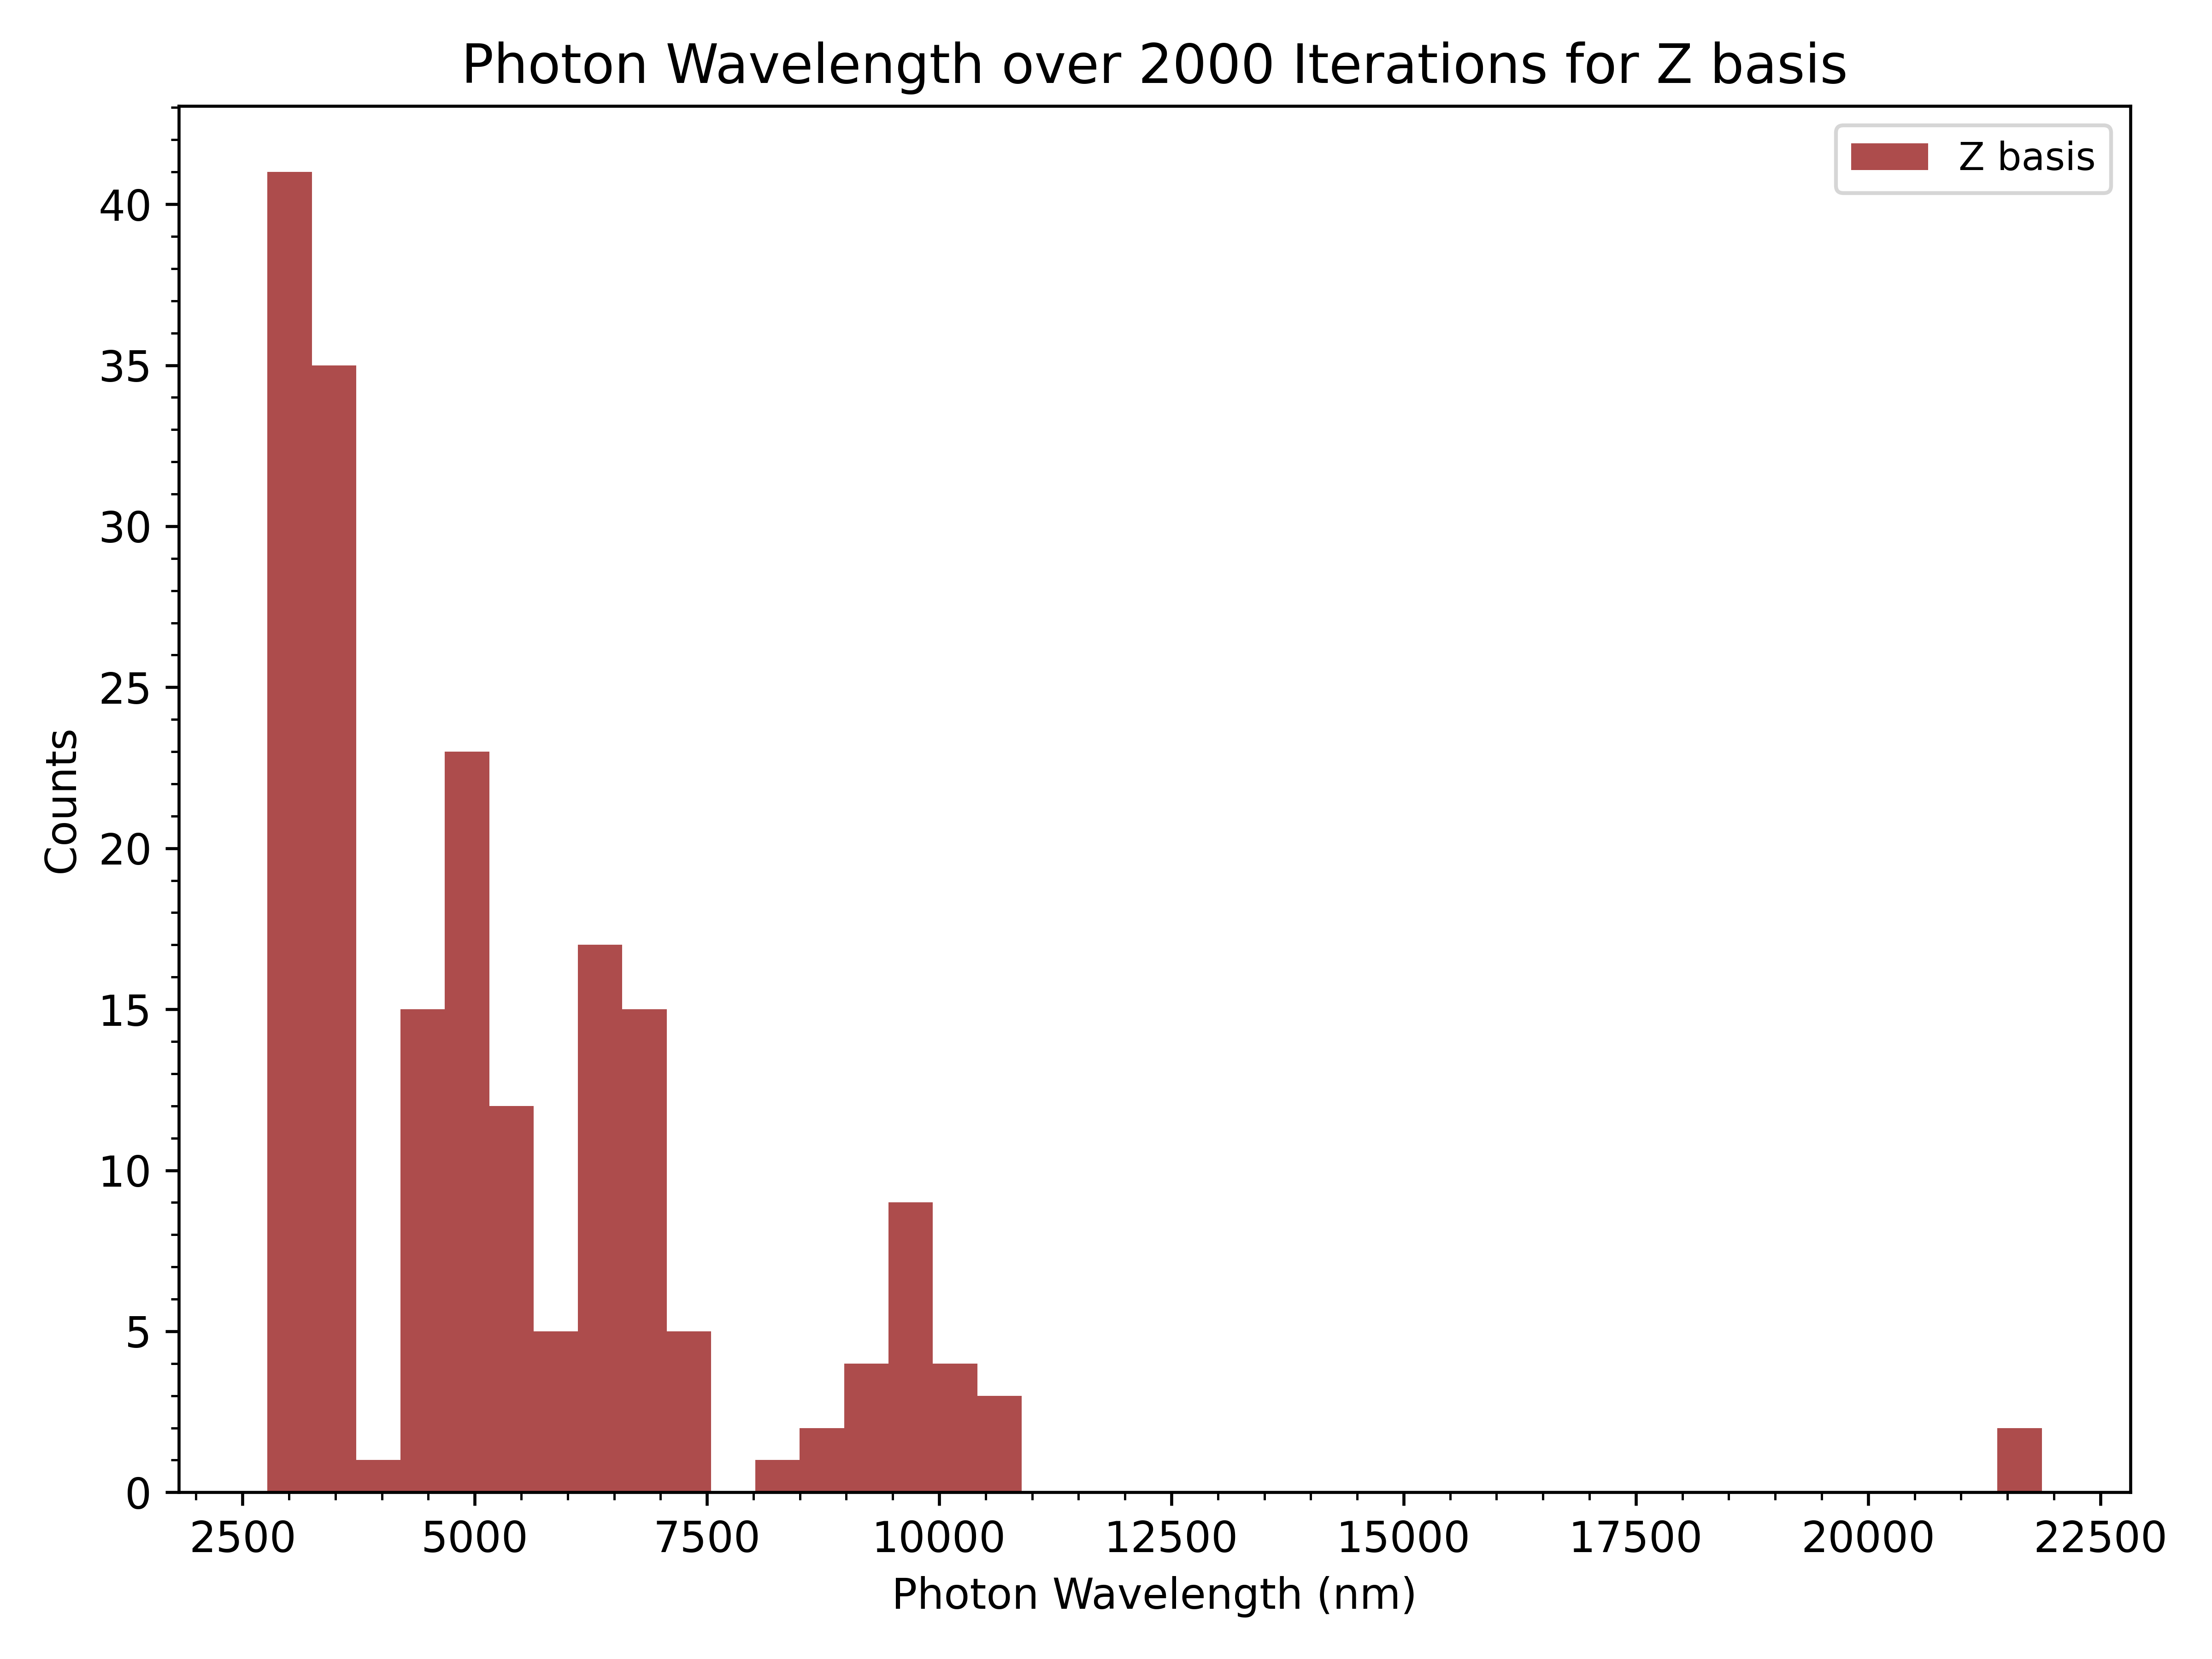 Photon Wavelength over 2000 Iterations for Z basis
Z basis
40
35
30
25
20
15
10
5
0
Counts
2500 5000 7500 10000 12500 15000 17500 20000 22500
Photon Wavelength (nm)